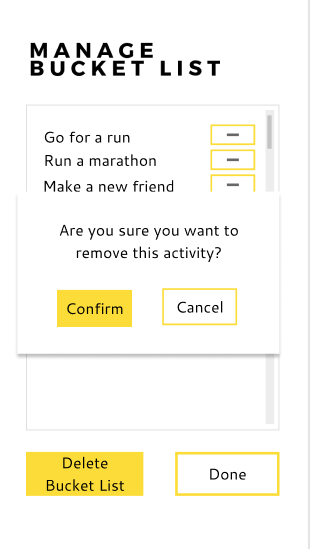 MANAGE
BUCKET LIST
Go for a run
Run a marathon
Make a new friend
Are you sure you want to
remove this activity?
Confirm
Cancel
Delete
Bucket List
Done